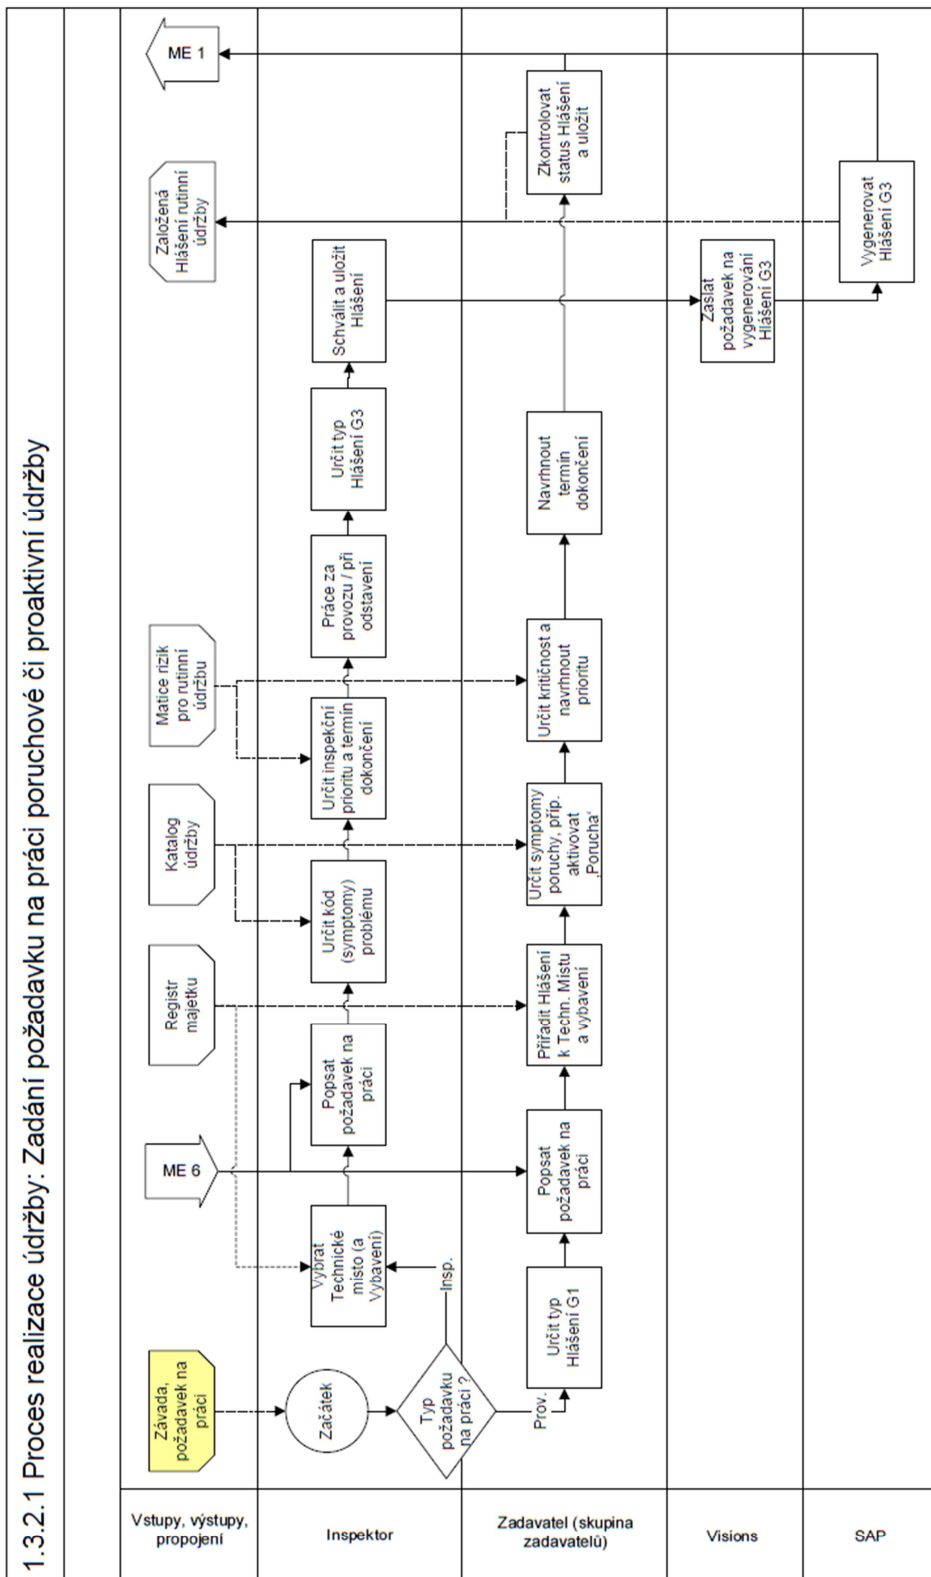 1.3.2.1 Proces realizace údržby: Zadání požadavku na práci poruchové či proaktivní údržby
Vstupy, výstupy,
propojení
Závada,
požadavek na
práci
ME 6
Registr
majetku
Katalog
údržby
Matice rizik
pro rutinní
údržbu
Založená
Hlášení rutinní
údržby
ME 1
Inspektor
Začátek
Typ
požadavku
na práci ?
Insp.
Prov.
Vybrat
Technické
místo (a
Vybavení)
Popsat
požadavek na
práci
Určit kód
(symptomy)
problému
Určit inspekční
prioritu a termín
dokončení
Práce za
provozu / při
odstavení
Určit typ
Hlášení G3
Schválit a uložit
Hlášení
Zadavatel (skupina
zadavatelů)
Určit typ
Hlášení G1
Popsat
požadavek na
práci
Přiřadit Hlášení
k Techn. Místu
a vybavení
Určit symptomy
poruchy, příp.
aktivovat
‚Porucha‘
Určit kritičnost a
navrhnout
prioritu
Navrhnout
termín
dokončení
Zkontrolovat
status Hlášení
a uložit
Visions
Zaslat
požadavek na
vygenerování
Hlášení G3
SAP
Vygenerovat
Hlášení G3